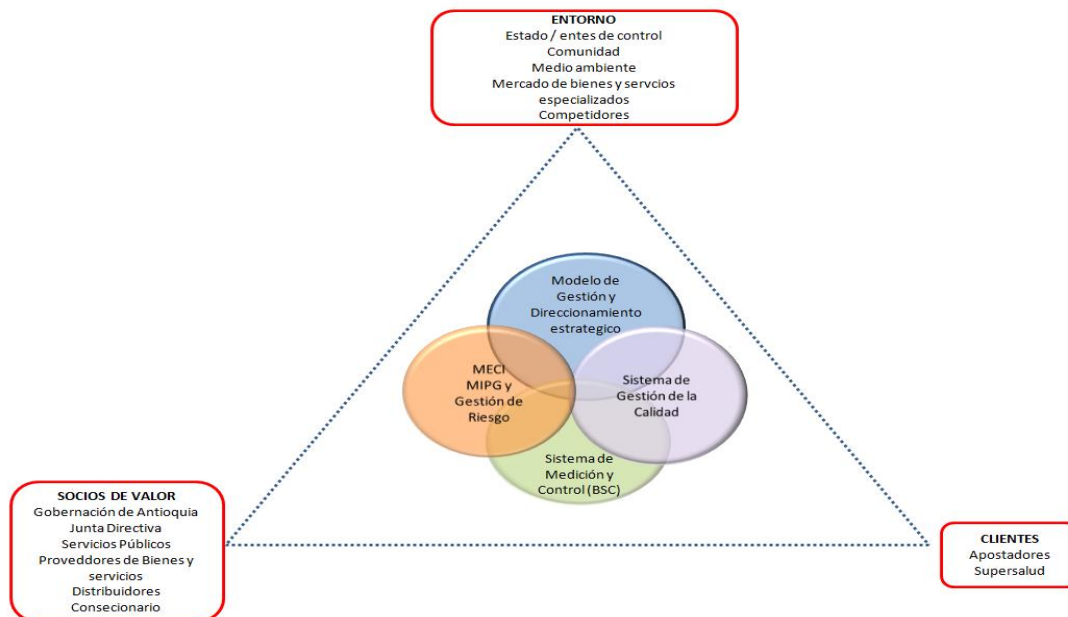 ENTORNO
Estado / entes de control
Comunidad
Medio ambiente
Mercado de bienes y servcios
especializados
Competidores
Modelo de
Gestión y
Direccionamiento
estrategico
MECI
MIPG y
Gestión de
Riesgo
Sistema de
Gestión de la
Calidad
Sistema de
Medición y
Control (BSC)
SOCIOS DE VALOR
Gobernación de Antioquia
Junta Directiva
Servicios Públicos
Proveddores de Bienes y
servicios
Distribuidores
Consecionario
CLIENTES
Apostadores
Supersalud